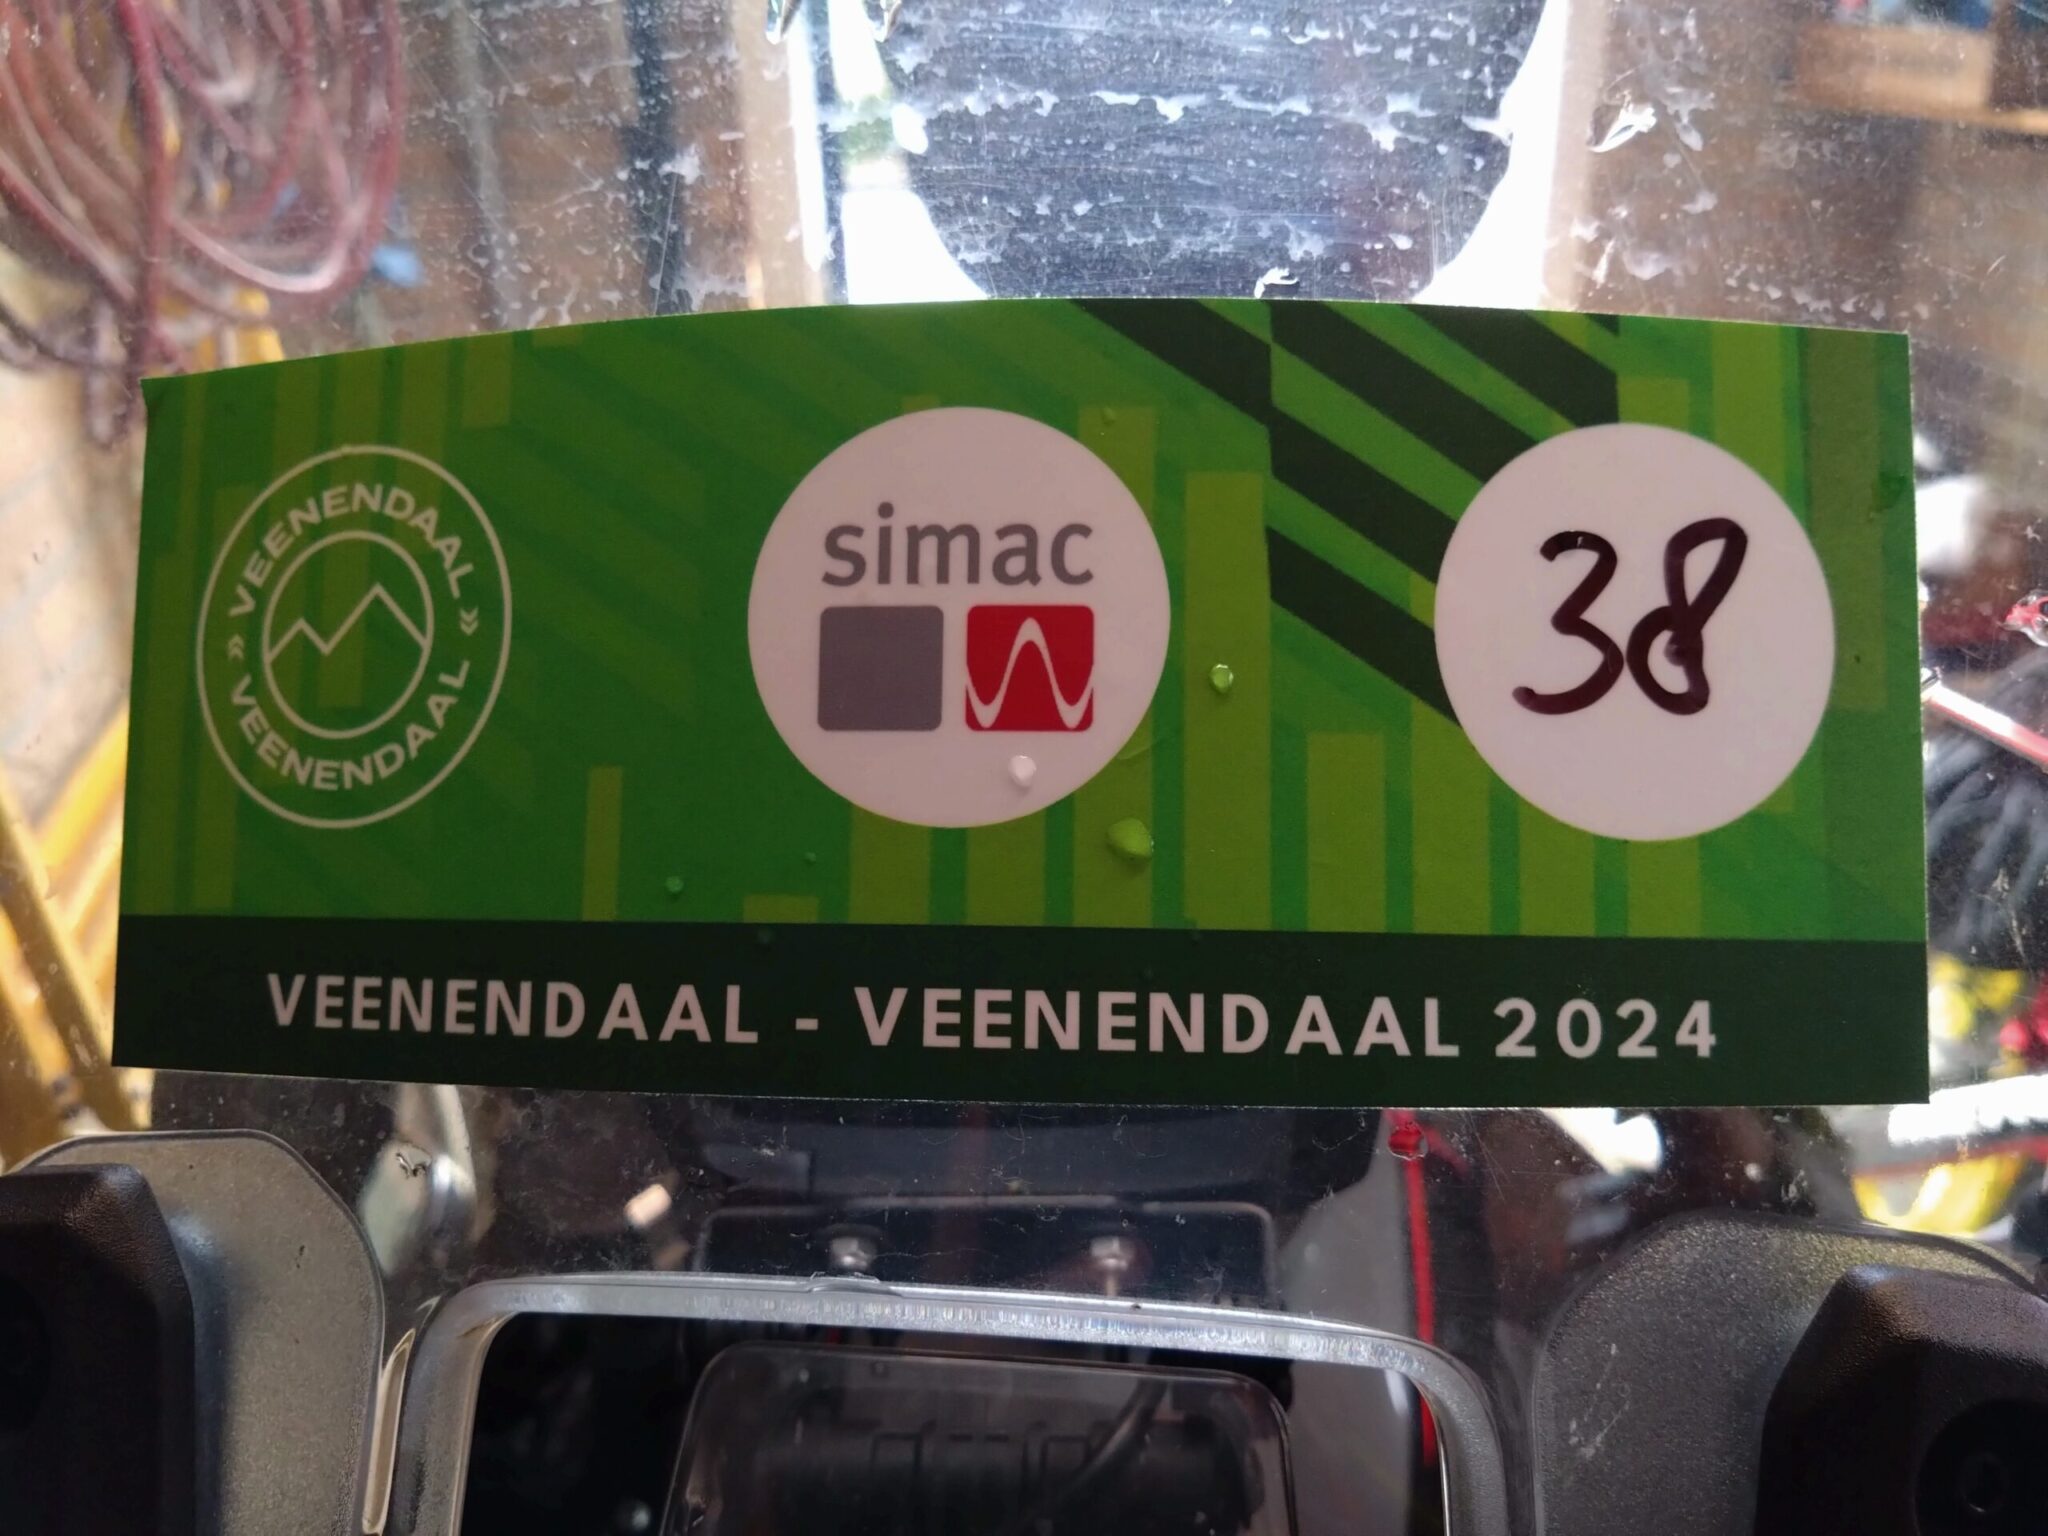 VEENENDAAL
VEENENDAAL
simac
38
VEENENDAAL - VEENENDAAL 2024